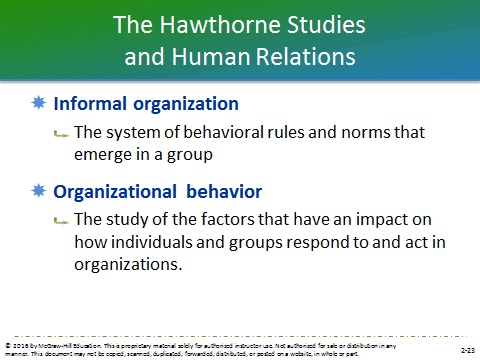 The Hawthorne Studies
and Human Relations
Informal organization
The system of behavioral rules and norms that
emerge in a group
Organizational behavior
The study of the factors that have an impact on
how individuals and groups respond to and act in
organizations.
© 2016 by McGraw-Hill Education. This is proprietary material solely for authorized instructor use. Not authorized for sale or distribution in any
manner. This document may not be copied, scanned, duplicated, forwarded, distributed, or posted on a website, in whole or part.
2-23